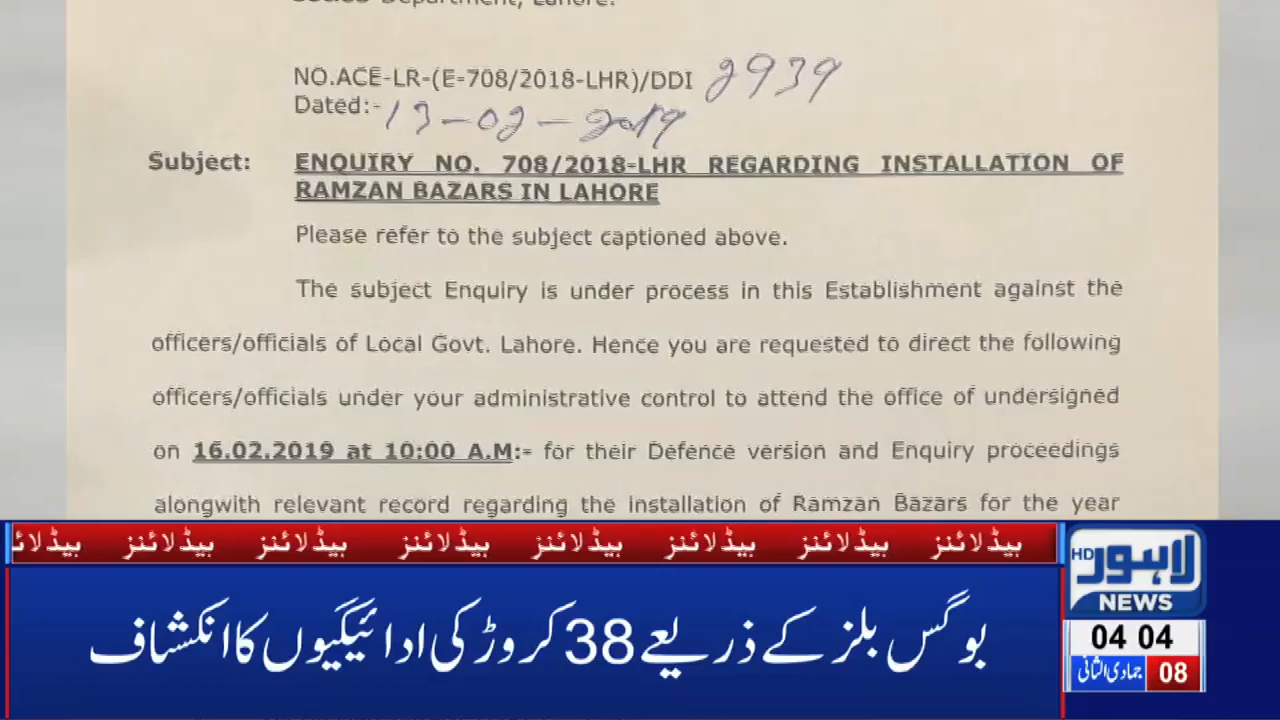 Department, Lahore.
NO.ACE-LR-(E-708/2018-LHR)/DDI 2939
Dated:- 13-02-2019
Subject: ENQUIRY NO. 708/2018-LHR REGARDING INSTALLATION OF
RAMZAN BAZARS IN LAHORE
Please refer to the subject captioned above.
The subject Enquiry is under process in this Establishment against the
officers/officials of Local Govt. Lahore. Hence you are requested to direct the following
officers/officials under your administrative control to attend the office of undersigned
on 16.02.2019 at 10:00 A.M:- for their Defence version and Enquiry proceedings
alongwith relevant record regarding the installation of Ramzan Bazars for the year
ہیڈلائنز ہیڈلائنز ہیڈلائنز ہیڈلائنز ہیڈلائنز ہیڈلائنز ہیڈلائنز ہیڈلائنز
بوگس بلز کے ذریعے 38 کروڑ کی ادائیگیوں کا انکشاف
لاہور HD
NEWS
04 04
08 جمادی الثانی